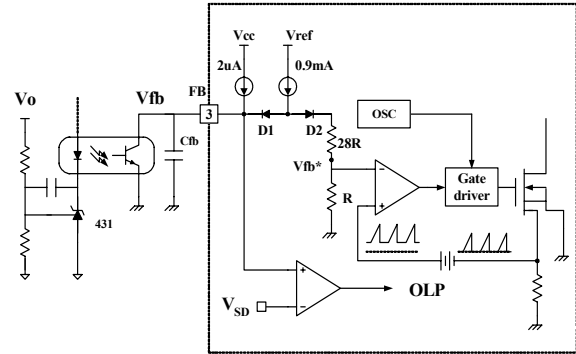 Vcc Vref
2uA 0.9mA
Vo Vfb FB
3
OSC
D1 D2
Cfb
28R
Vfb*
R
Gate
driver
431
OLP
VSD